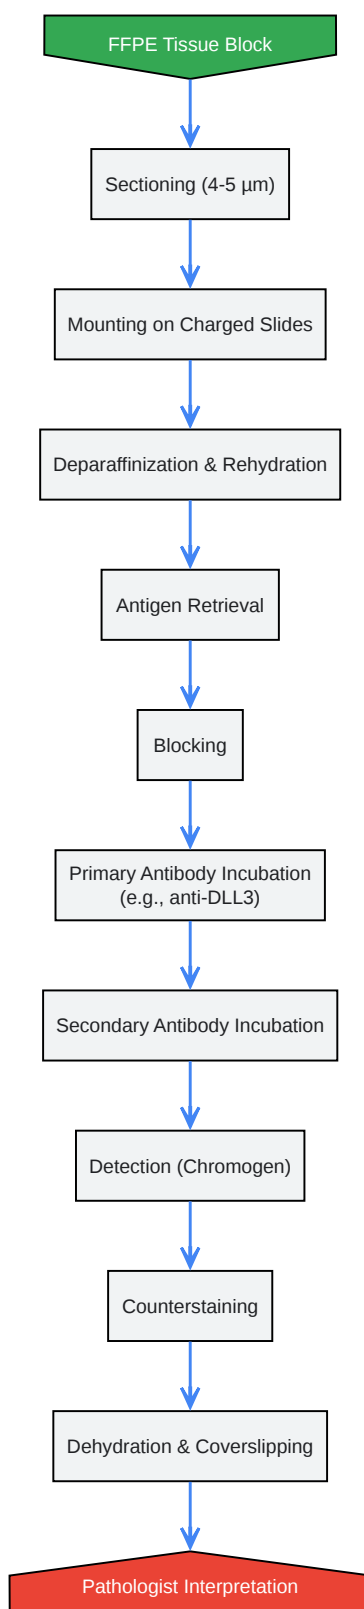 FFPE Tissue Block
Sectioning (4-5 µm)
Mounting on Charged Slides
Deparaffinization & Rehydration
Antigen Retrieval
Blocking
Primary Antibody Incubation
(e.g., anti-DLL3)
Secondary Antibody Incubation
Detection (Chromogen)
Counterstaining
Dehydration & Coverslipping
Pathologist Interpretation